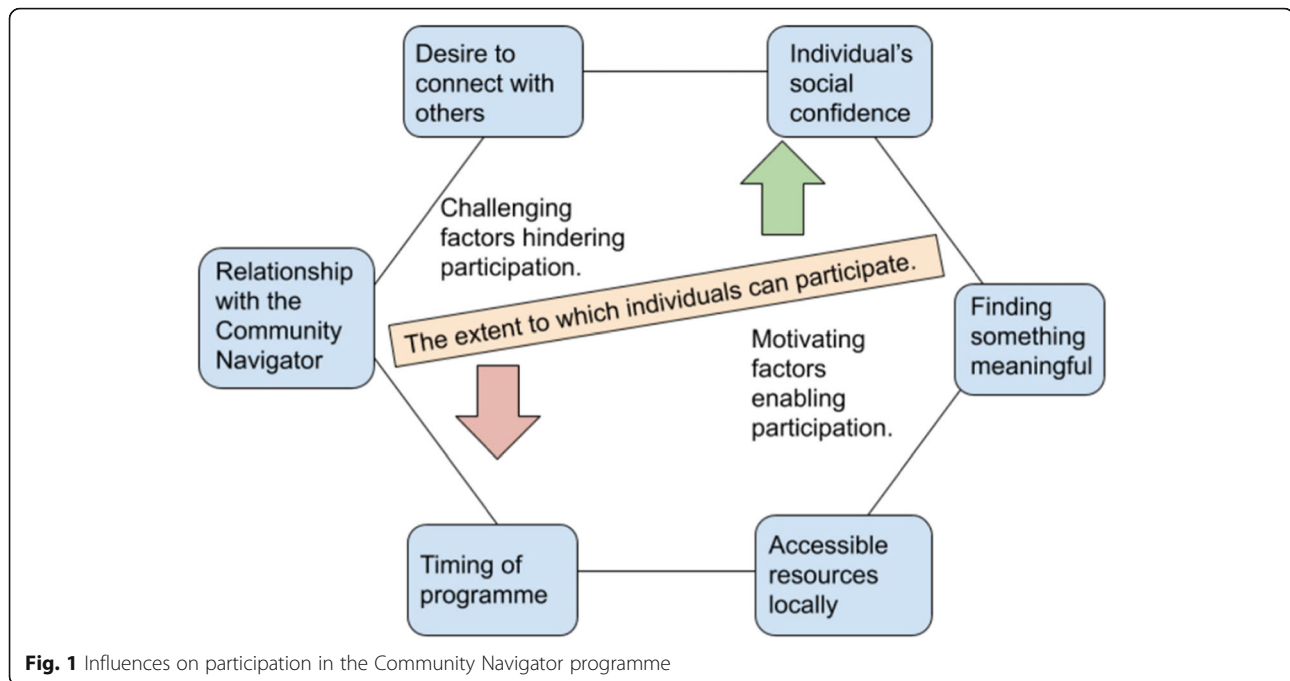 Desire to
connect with
others
Individual's
social
confidence
Challenging
factors hindering
participation.
Relationship
with the
Community
Navigator
The extent to which individuals can participate.
Finding
something
meaningful
Motivating
factors
enabling
participation.
Timing of
programme
Accessible
resources
locally
Fig. 1 Influences on participation in the Community Navigator programme